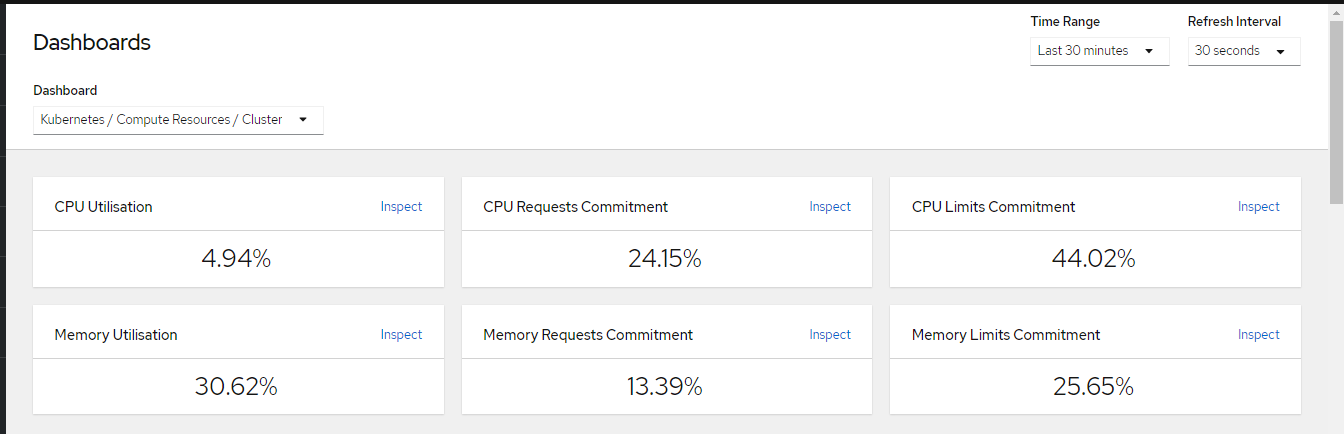 Dashboards
Time Range
Refresh Interval
Last 30 minutes
30 seconds
Dashboard
Kubernetes / Compute Resources / Cluster
CPU Utilisation
Inspect
CPU Requests Commitment
Inspect
CPU Limits Commitment
Inspect
4.94%
24.15%
44.02%
Memory Utilisation
Inspect
Memory Requests Commitment
Inspect
Memory Limits Commitment
Inspect
30.62%
13.39%
25.65%